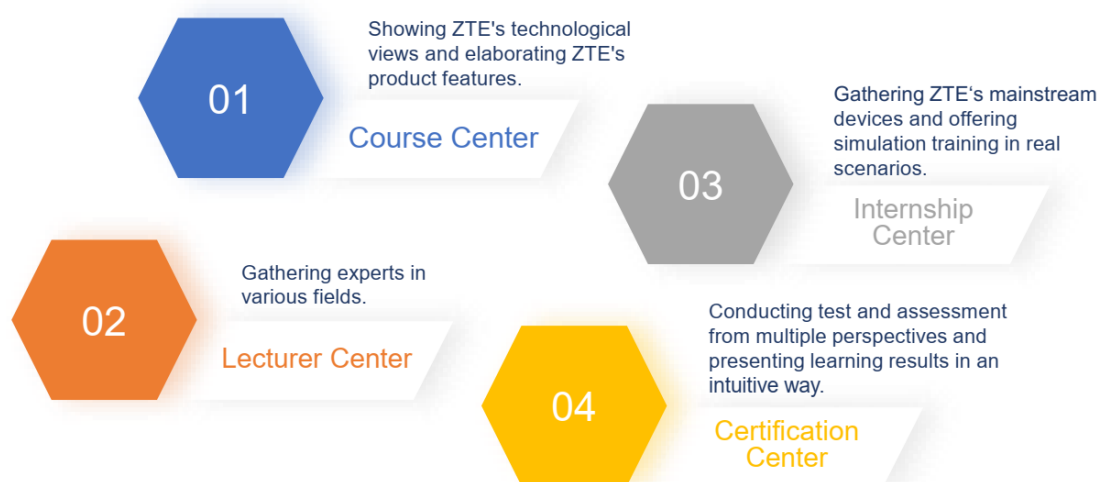 01
Showing ZTE's technological
views and elaborating ZTE's
product features.
Course Center
02
Gathering experts in
various fields.
Lecturer Center
03
Gathering ZTE‘s mainstream
devices and offering
simulation training in real
scenarios.
Internship
Center
04
Conducting test and assessment
from multiple perspectives and
presenting learning results in an
intuitive way.
Certification
Center